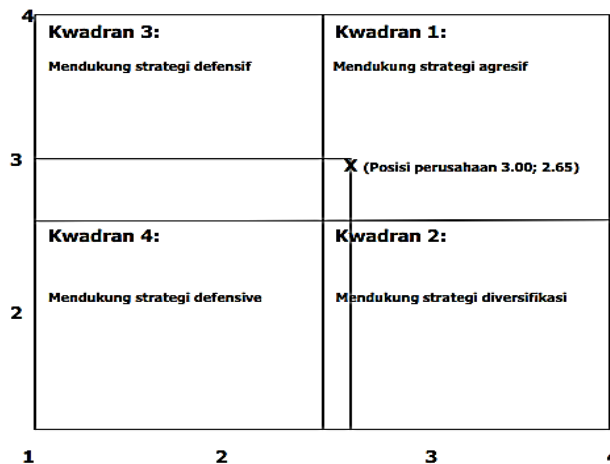 4
Kwadran 3:
Mendukung strategi defensif
Kwadran 1:
Mendukung strategi agresif
3
X (Posisi perusahaan 3.00; 2.65)
Kwadran 4:
Mendukung strategi defensive
Kwadran 2:
Mendukung strategi diversifikasi
2
1
2
3
4